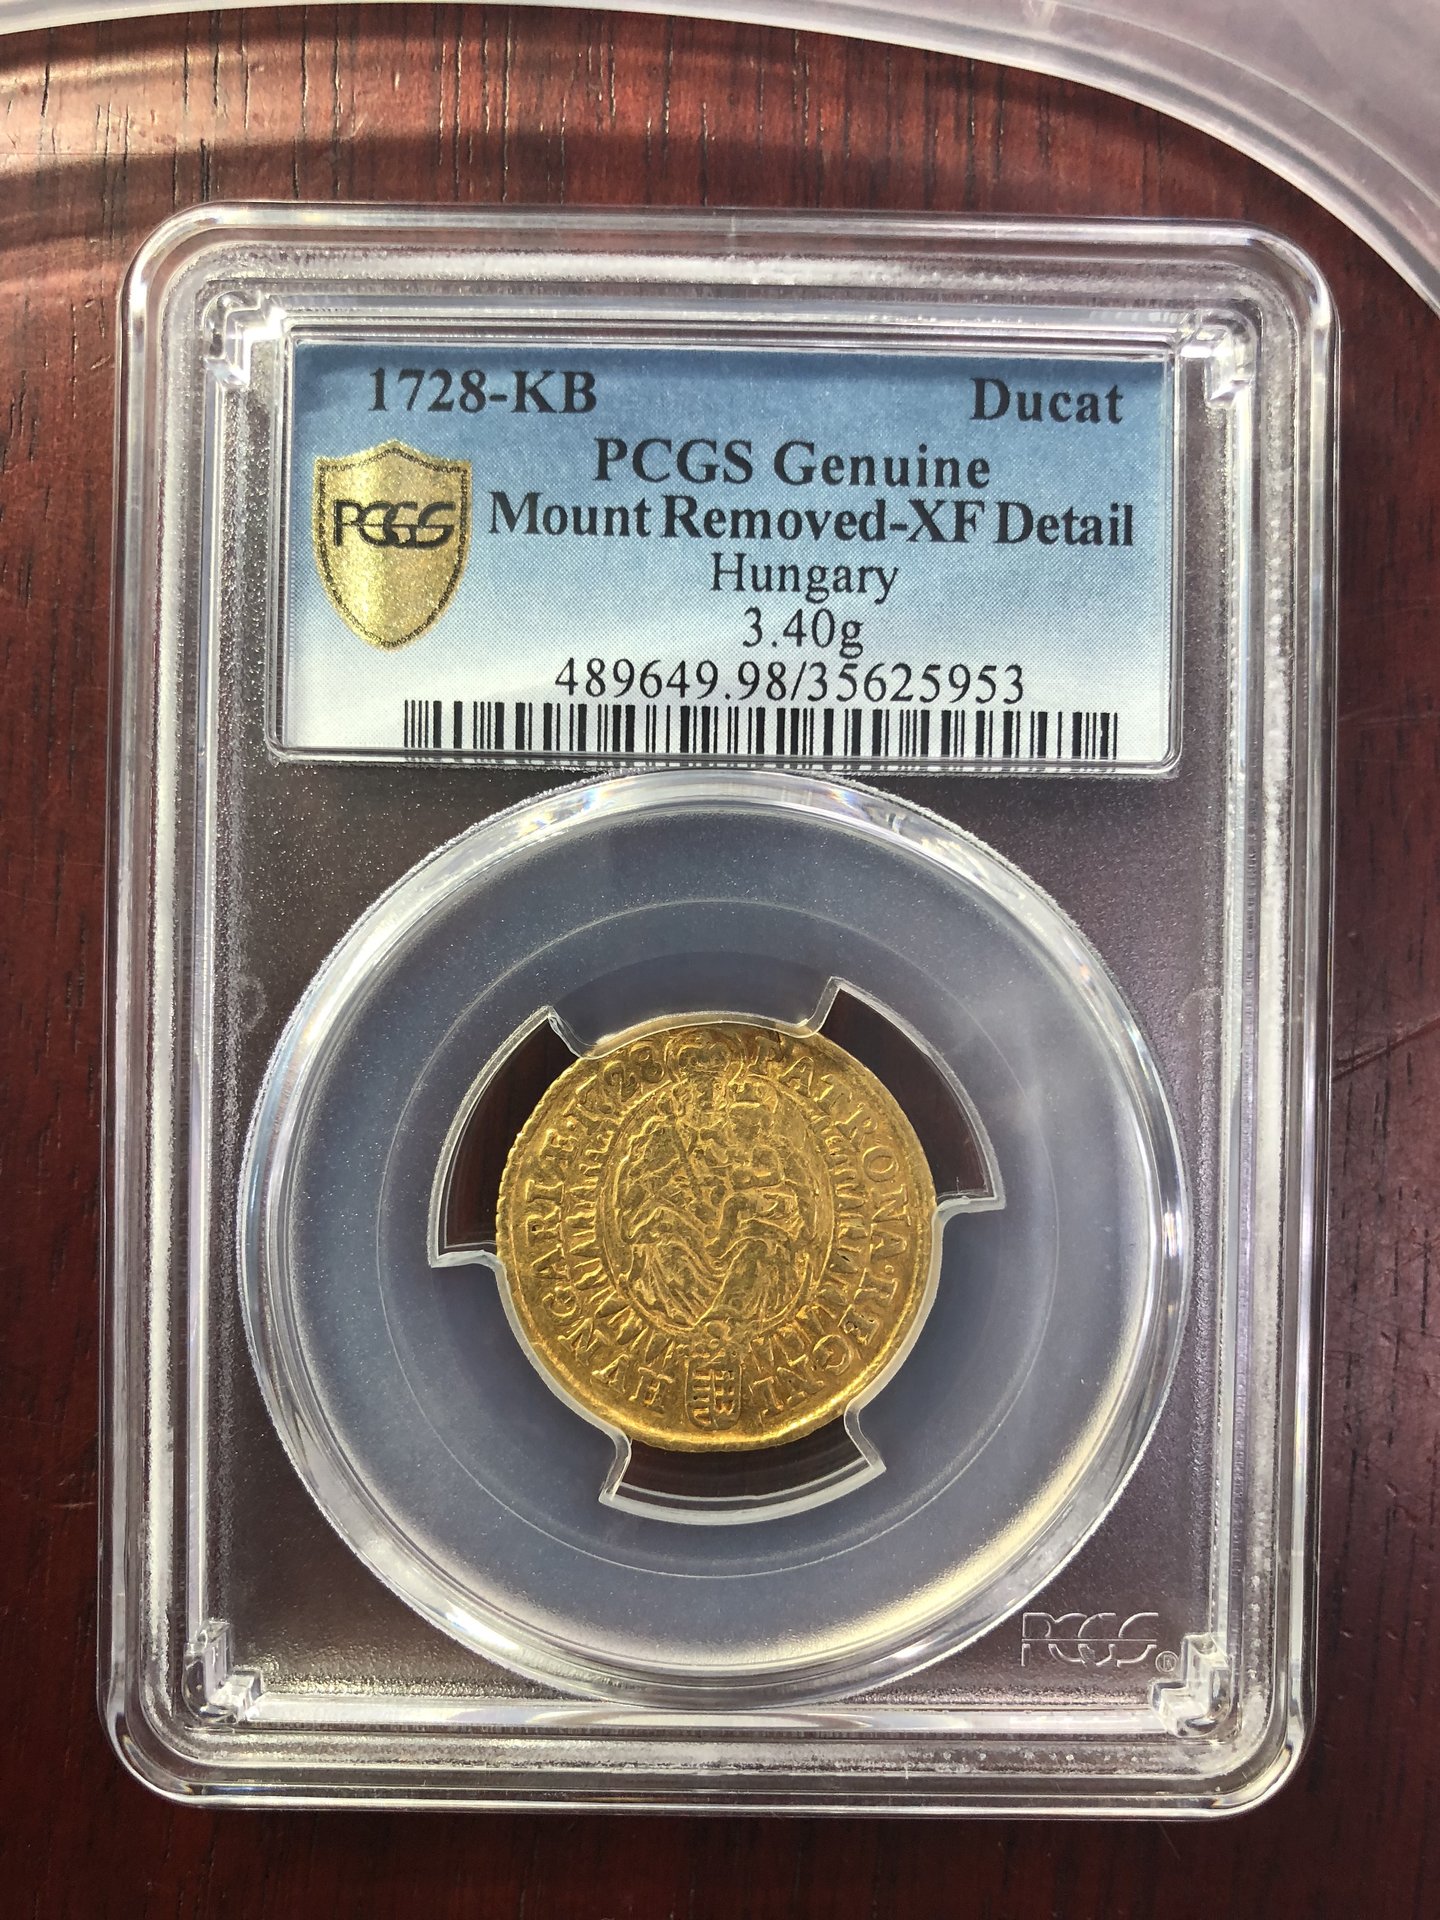 1728-KB Ducat
PCGS Genuine
PCGS
Mount Removed-XF Detail
Hungary
3.40g
489649.98/35625953
PATRONA·REGNI
HVNGARIÆ·1728
PCGS®